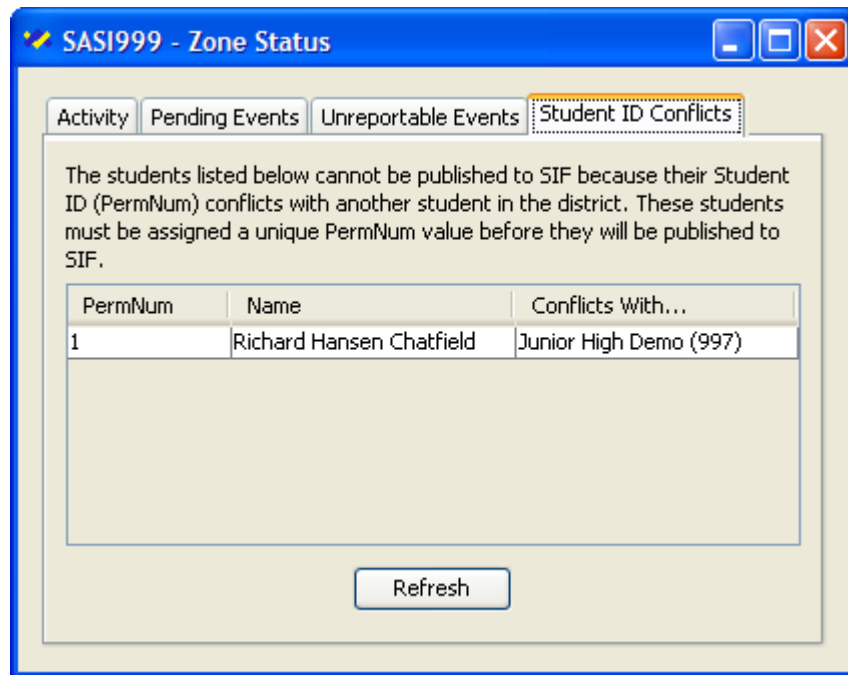 SASI999 - Zone Status
Activity Pending Events Unreportable Events Student ID Conflicts
The students listed below cannot be published to SIF because their Student
ID (PermNum) conflicts with another student in the district. These students
must be assigned a unique PermNum value before they will be published to
SIF.
PermNum Name Conflicts With...
1 Richard Hansen Chatfield Junior High Demo (997)
Refresh